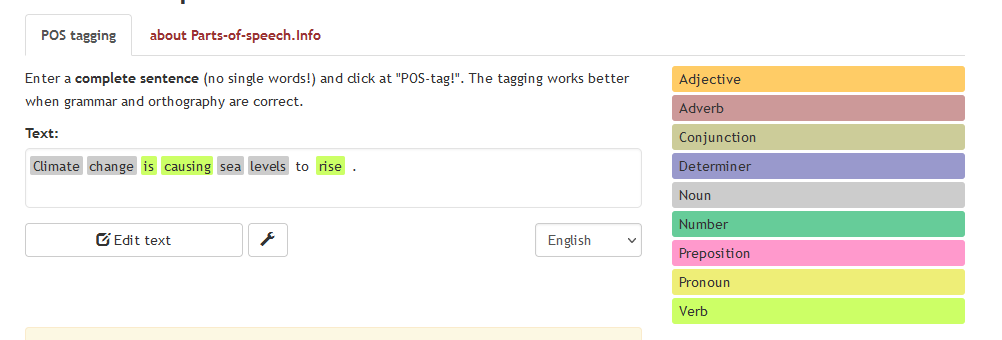 POS tagging
about Parts-of-speech.Info
Enter a complete sentence (no single words!) and click at "POS-tag!". The tagging works better
when grammar and orthography are correct.
Text:
Climate change is causing sea levels to rise .
Edit text
English
Adjective
Adverb
Conjunction
Determiner
Noun
Number
Preposition
Pronoun
Verb